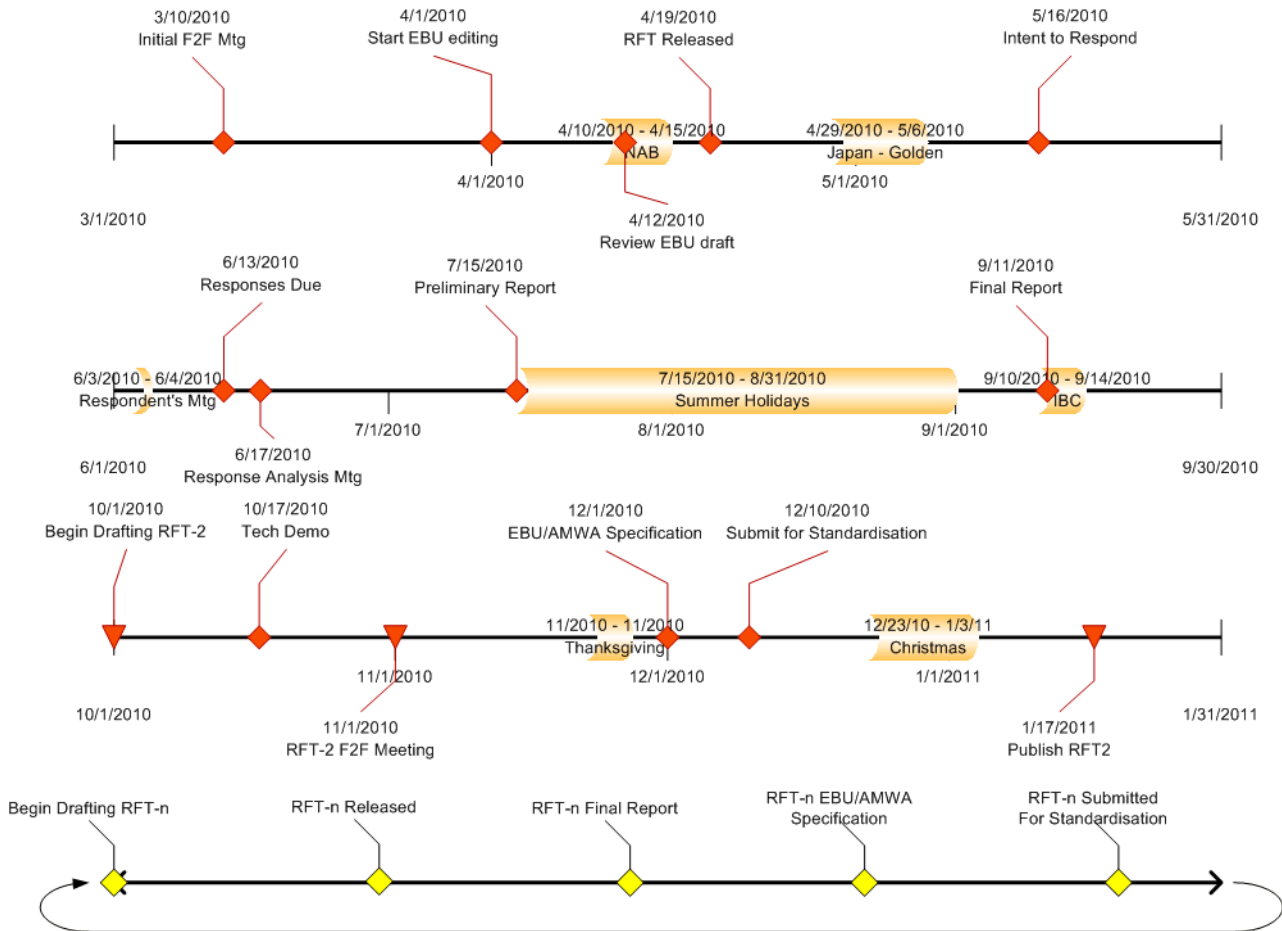 3/10/2010
Initial F2F Mtg
4/1/2010
Start EBU editing
4/19/2010
RFT Released
5/16/2010
Intent to Respond
4/10/2010 - 4/15/2010
NAB
4/29/2010 - 5/6/2010
Japan - Golden
4/1/2010
5/1/2010
3/1/2010
4/12/2010
Review EBU draft
5/31/2010
6/13/2010
Responses Due
7/15/2010
Preliminary Report
9/11/2010
Final Report
6/3/2010 - 6/4/2010
Respondent's Mtg
7/15/2010 - 8/31/2010
Summer Holidays
9/10/2010 - 9/14/2010
IBC
7/1/2010
8/1/2010
9/1/2010
6/1/2010
6/17/2010
Response Analysis Mtg
9/30/2010
10/1/2010
Begin Drafting RFT-2
10/17/2010
Tech Demo
12/1/2010
EBU/AMWA Specification
12/10/2010
Submit for Standardisation
11/2010 - 11/2010
Thanksgiving
12/23/10 - 1/3/11
Christmas
11/1/2010
12/1/2010
1/1/2011
10/1/2010
11/1/2010
RFT-2 F2F Meeting
1/17/2011
Publish RFT2
1/31/2011
Begin Drafting RFT-n
RFT-n Released
RFT-n Final Report
RFT-n EBU/AMWA
Specification
RFT-n Submitted
For Standardisation